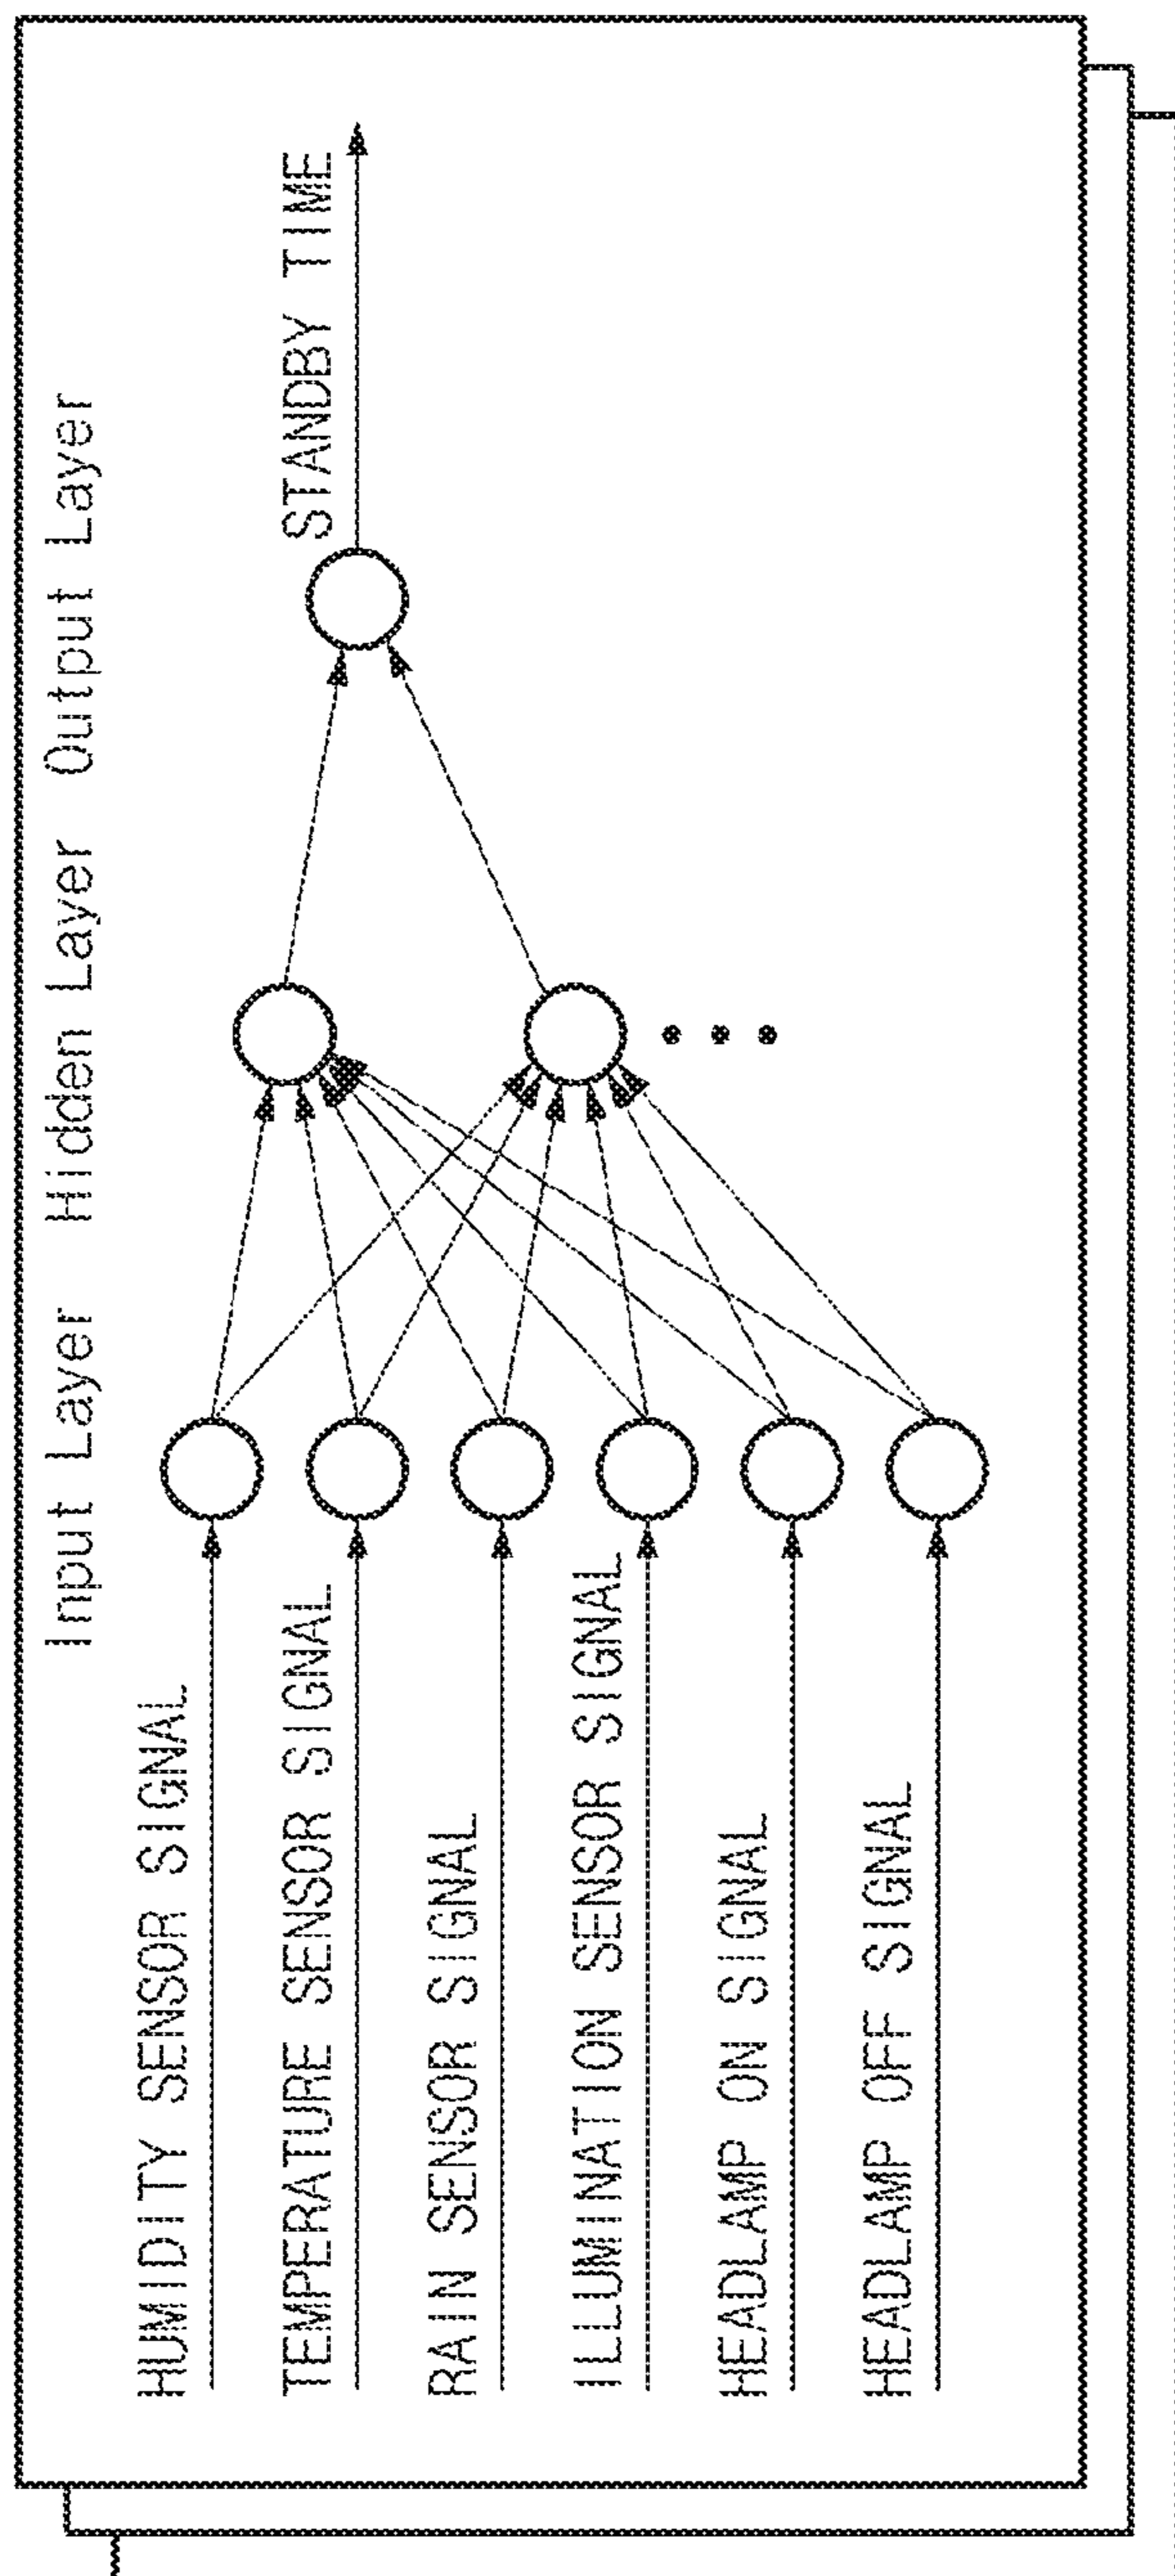 Input Layer Hidden Layer Output Layer
HUMIDITY SENSOR SIGNAL
TEMPERATURE SENSOR SIGNAL
STANDBY TIME
RAIN SENSOR SIGNAL
ILLUMINATION SENSOR SIGNAL
HEADLAMP ON SIGNAL
HEADLAMP OFF SIGNAL